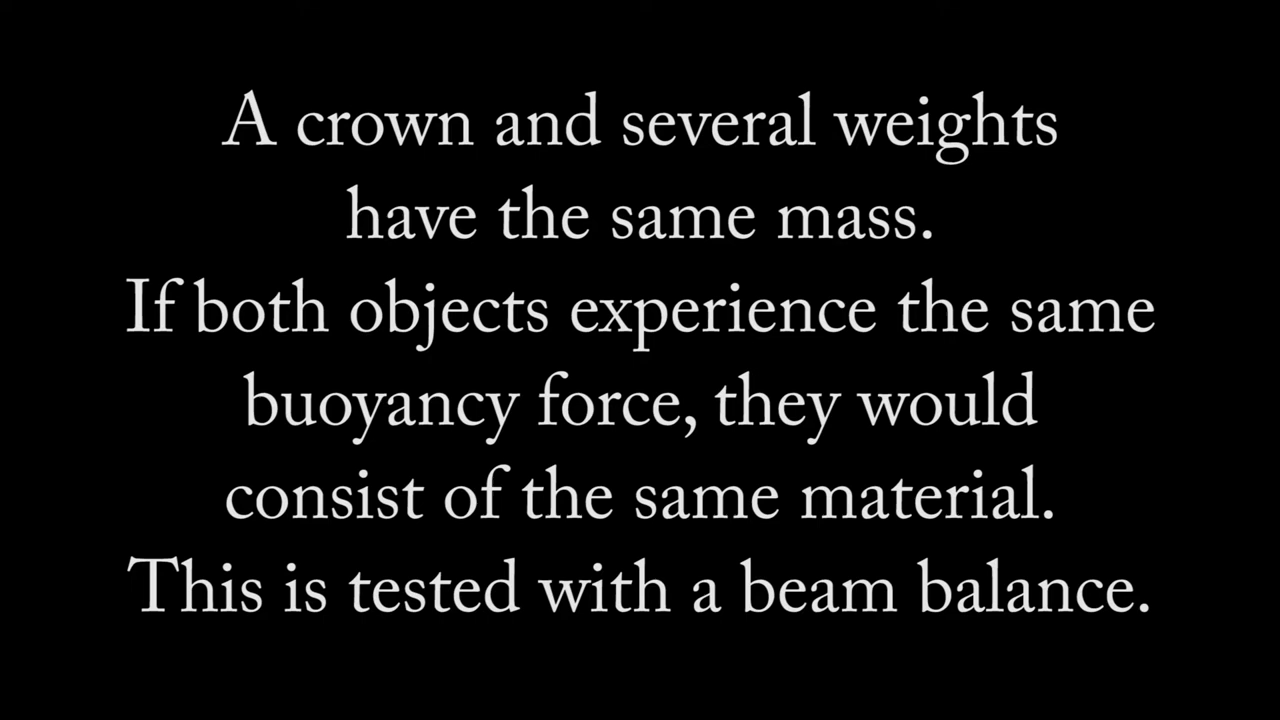 A crown and several weights
have the same mass.
If both objects experience the same
buoyancy force, they would
consist of the same material.
This is tested with a beam balance.